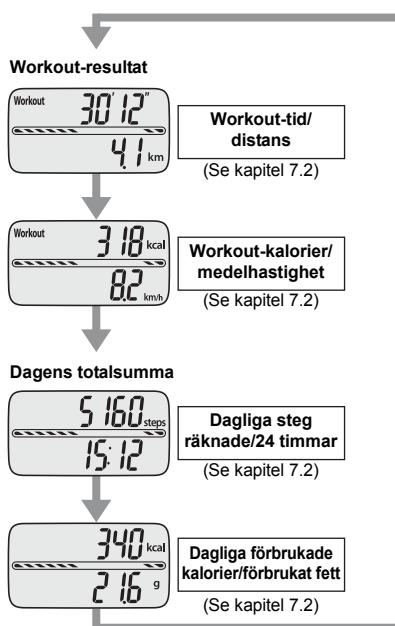 Workout-resultat
Workout 30'12"
4.1 km
Workout-tid/
distans
(Se kapitel 7.2)
Workout 318 kcal
8.2 km/h
Workout-kalorier/
medelhastighet
(Se kapitel 7.2)
Dagens totalsumma
5160 steps
15:12
Dagliga steg
räknade/24 timmar
(Se kapitel 7.2)
340 kcal
21.6 g
Dagliga förbrukade
kalorier/förbrukat fett
(Se kapitel 7.2)